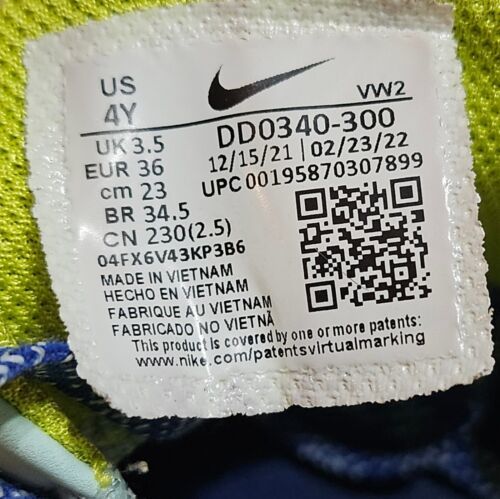 US
4Y
VW2
UK 3.5
DD0340-300
EUR 36
12/15/21 | 02/23/22
cm 23
UPC 00195870307899
BR 34.5
CN 230(2.5)
04FX6V43KP3B6
MADE IN VIETNAM
HECHO EN VIETNAM
FABRIQUE AU VIETNAM
FABRICADO NO VIETNÃ
This product is covered by one or more patents:
www.nike.com/patentsvirtualmarking